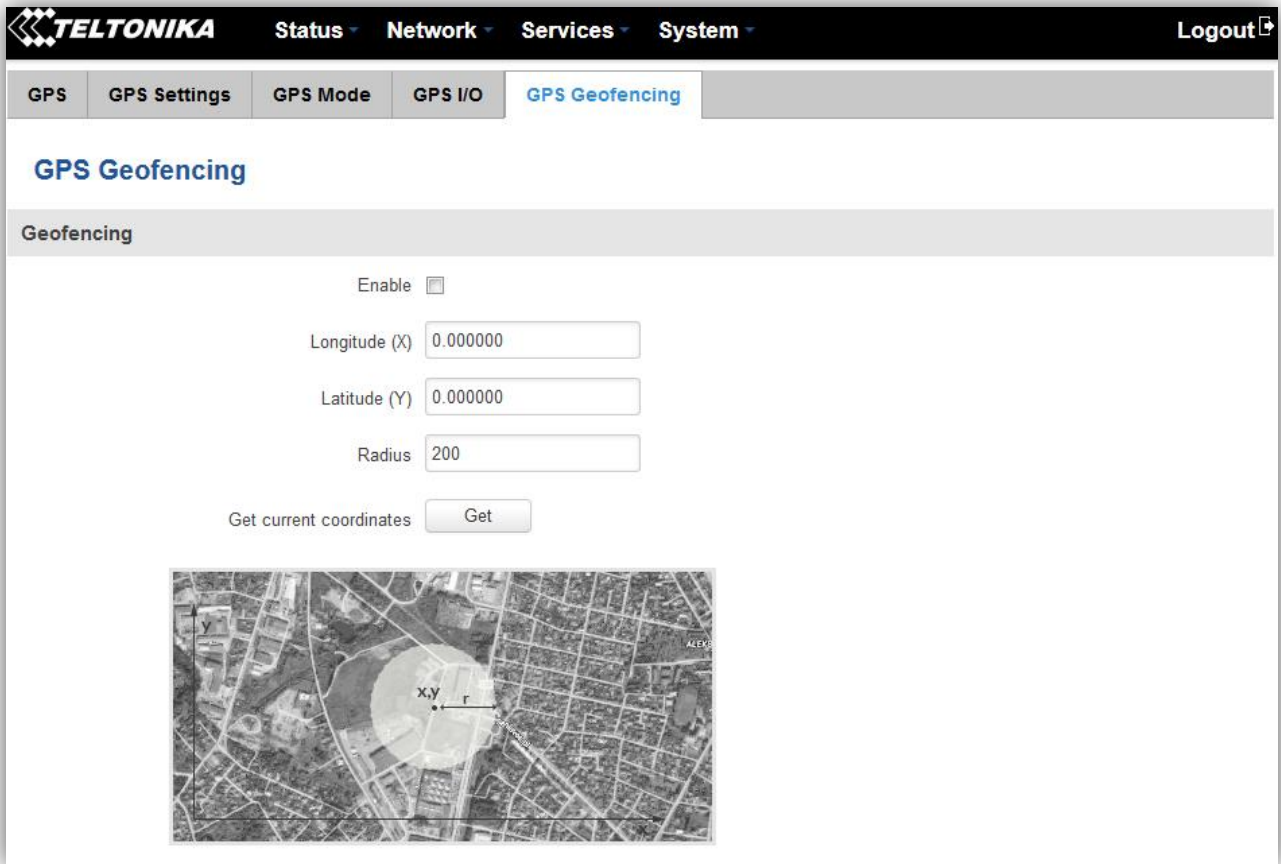 TELTONIKA Status Network Services System Logout
GPS GPS Settings GPS Mode GPS I/O GPS Geofencing
GPS Geofencing
Geofencing
Enable
Longitude (X) 0.000000
Latitude (Y) 0.000000
Radius 200
Get current coordinates Get
y
ALEKS
x,y
r
x